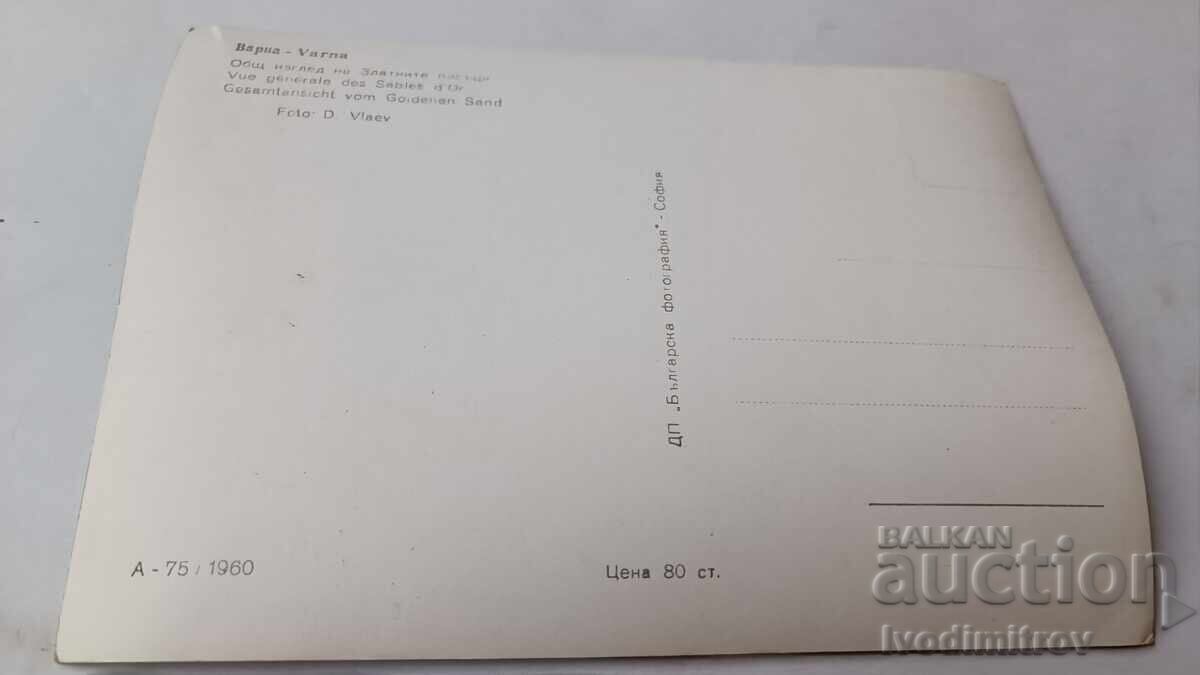 Варна - Varna
Общ изглед на Златните пясъци
Vue générale des Sables d'Or
Gesamtansicht vom Goldenen Sand
Foto: D. Vlaev
ДП „Българска фотография" - София
А - 75 / 1960
Цена 80 ст.
BALKAN
auction
Ivodimitrov